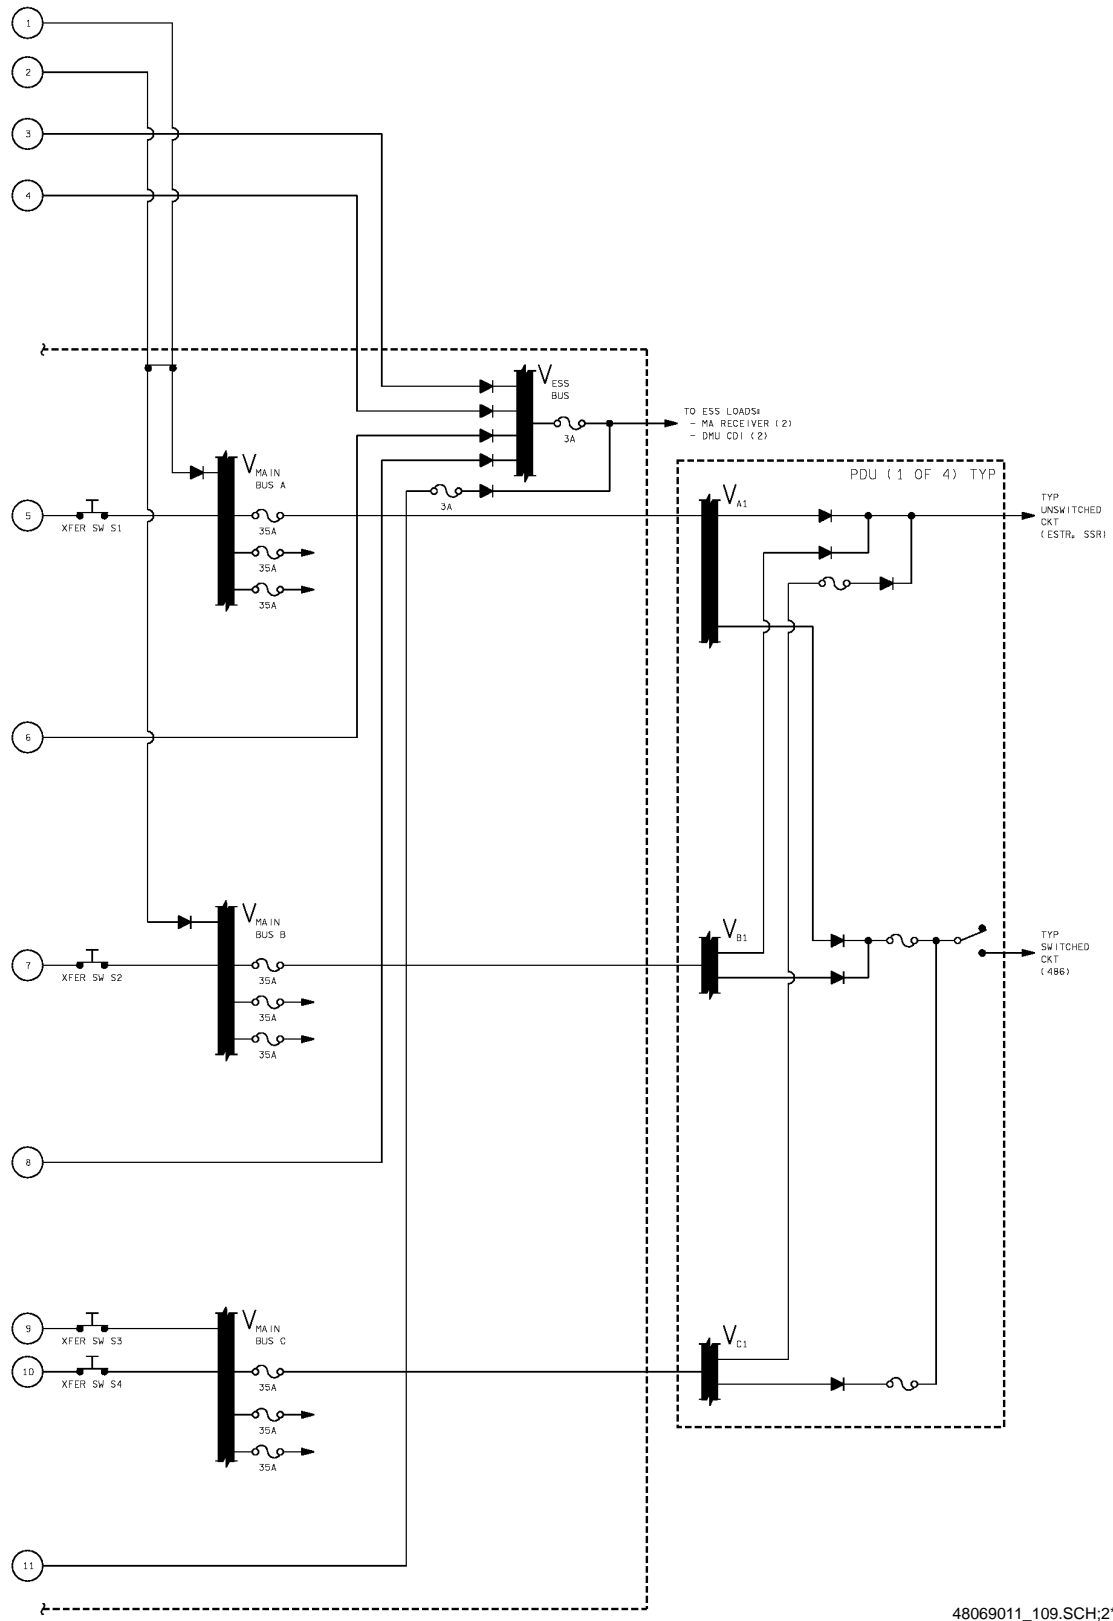 1
2
3
4
V ESS
BUS
3A
TO ESS LOADS:
- MA RECEIVER (2)
- DMU CDI (2)
3A
V MAIN
BUS A
PDU (1 OF 4) TYP
5
XFER SW S1
35A
35A
35A
V A1
TYP
UNSWITCHED
CKT
(ESTR, SSR)
6
V MAIN
BUS B
7
XFER SW S2
35A
35A
35A
V B1
TYP
SWITCHED
CKT
(486)
8
9
XFER SW S3
10
XFER SW S4
V MAIN
BUS C
35A
35A
35A
V C1
11